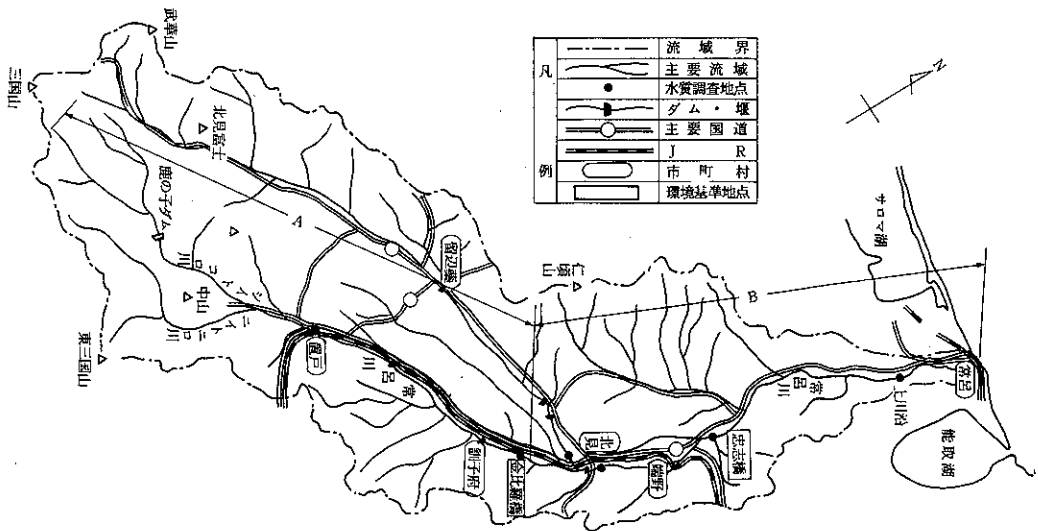 武華山
三国山
北見富士
鹿の子ダム
A
留辺蘂
仁頃山
B
サロマ湖
N
常呂
能取湖
上川沿
常呂
川
忠志橋
端野
北見
金比羅橋
訓子府
常
呂
川
置戸
中山
東三国山
凡
例
流域界
主要流域
水質調査地点
ダム・堰
主要国道
JR
市町村
環境基準地点